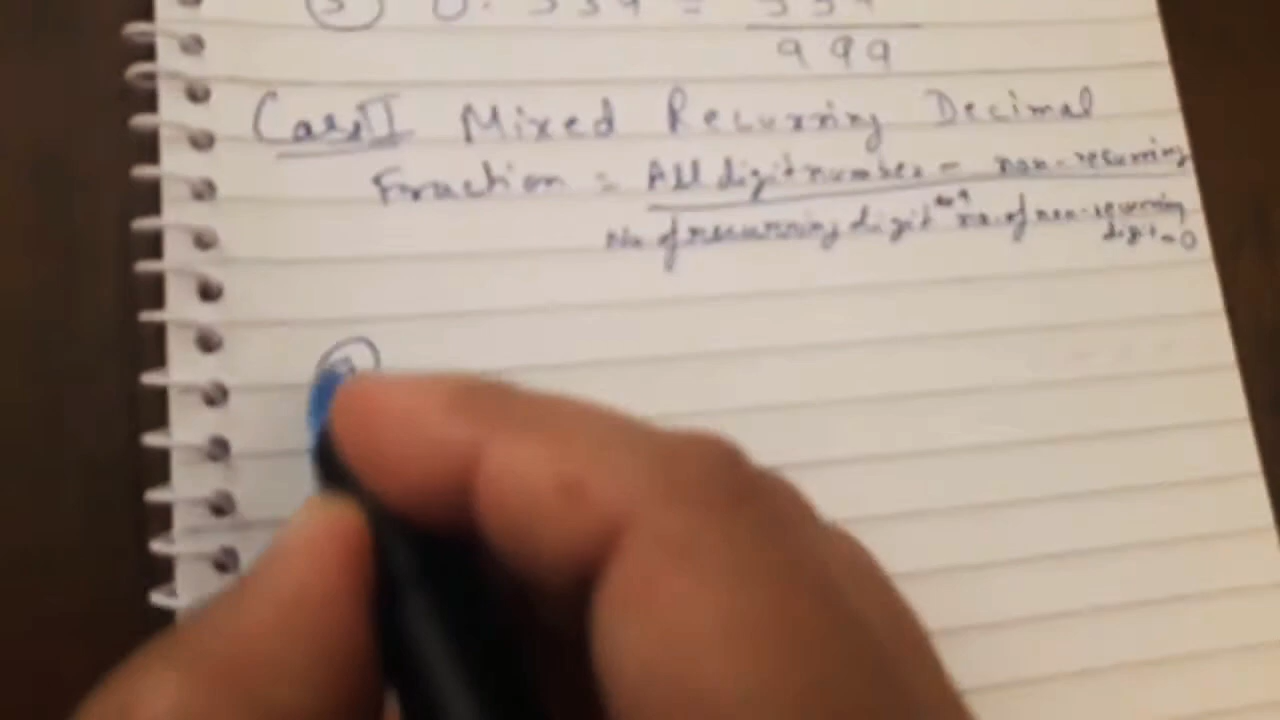 999
Case II Mixed Recurring Decimal
Fraction = All digit number - non-recurring
No of recurring digit no. of non-recurring
digit = 0